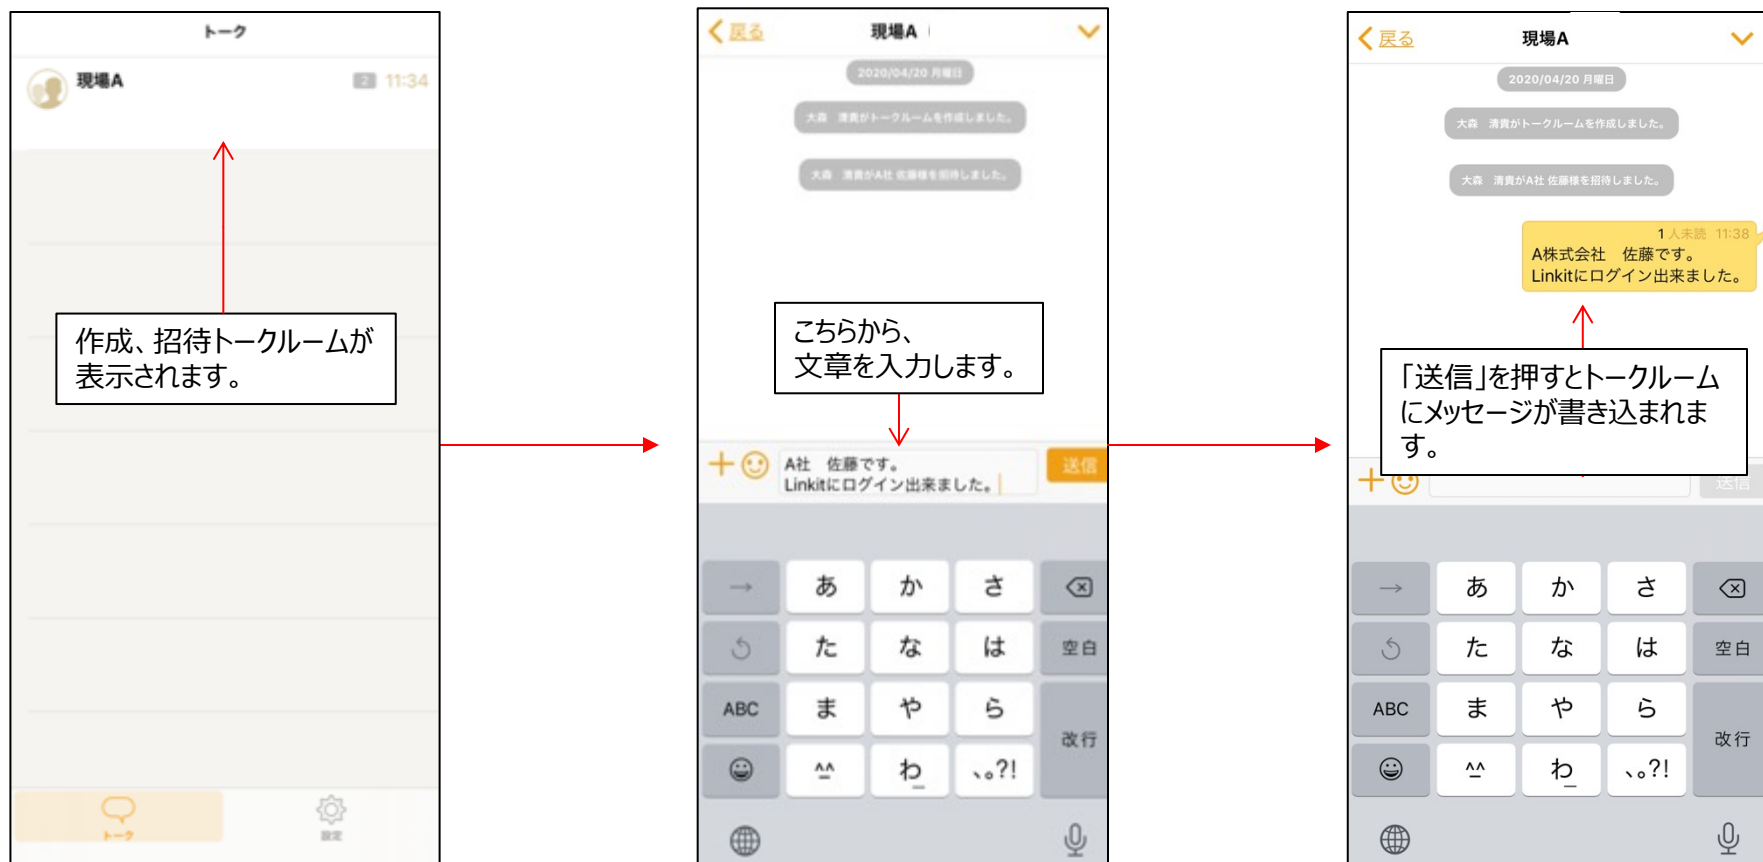 トーク
現場A
2 11:34
作成、招待トークルームが
表示されます。
トーク
設定
戻る
現場A
2020/04/20 月曜日
大森　清貴がトークルームを作成しました。
大森　清貴がA社 佐藤様を招待しました。
こちらから、
文章を入力します。
A社　佐藤です。
Linkitにログイン出来ました。
送信
→ あ か さ
た な は 空白
ABC ま や ら
改行
^^ わ 、。?!
戻る
現場A
2020/04/20 月曜日
大森　清貴がトークルームを作成しました。
大森　清貴がA社 佐藤様を招待しました。
1 人未読 11:38
A株式会社　佐藤です。
Linkitにログイン出来ました。
「送信」を押すとトークルーム
にメッセージが書き込まれま
す。
送信
→ あ か さ
た な は 空白
ABC ま や ら
改行
^^ わ 、。?!